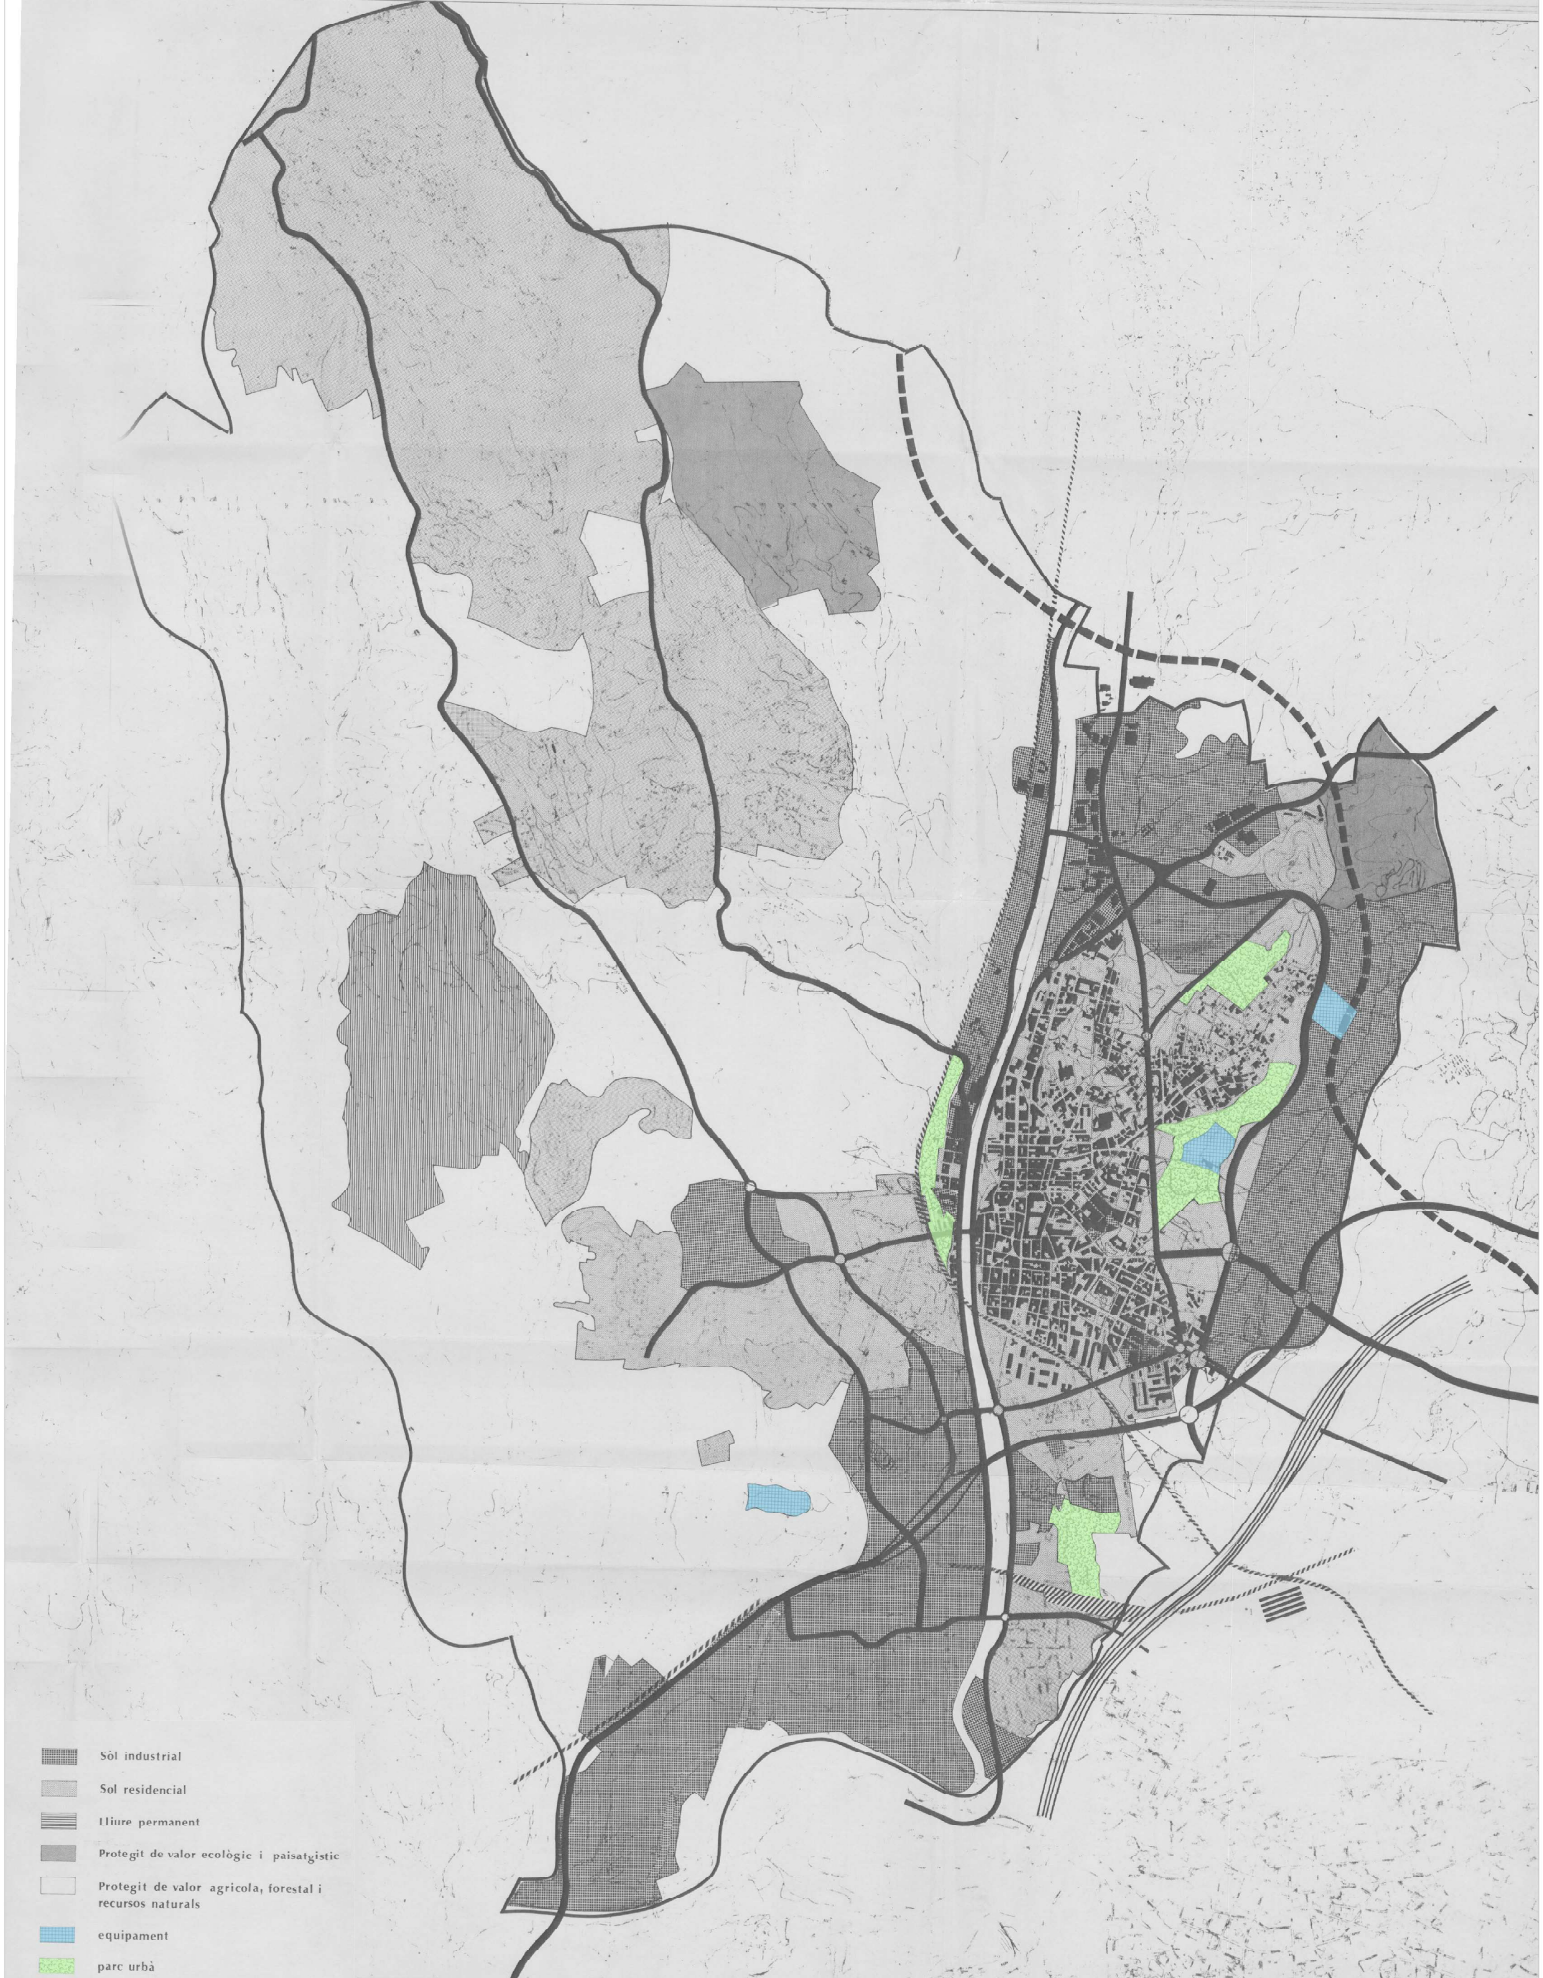 Sòl industrial
Sol residencial
Lliure permanent
Protegit de valor ecològic i paisatgístic
Protegit de valor agricola, forestal i
recursos naturals
equipament
parc urbà